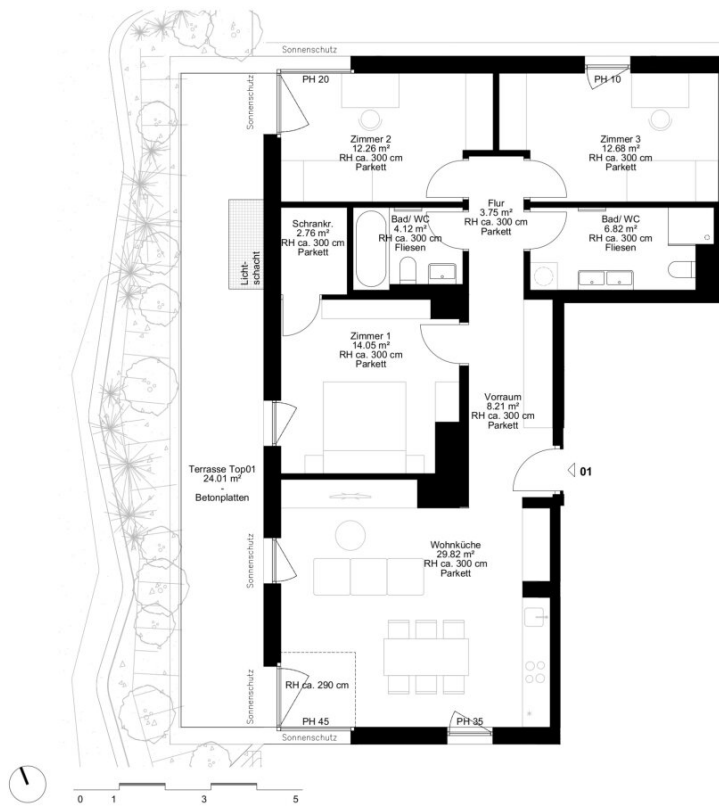 Sonnenschutz
PH 20
PH 10
Sonnenschutz
Zimmer 2
12.26 m²
RH ca. 300 cm
Parkett
Zimmer 3
12.68 m²
RH ca. 300 cm
Parkett
Flur
3.75 m²
RH ca. 300 cm
Parkett
Schrankr.
2.76 m²
RH ca. 300 cm
Parkett
Bad/ WC
4.12 m²
RH ca. 300 cm
Fliesen
Bad/ WC
6.82 m²
RH ca. 300 cm
Fliesen
Licht-
schacht
Zimmer 1
14.05 m²
RH ca. 300 cm
Parkett
Vorraum
8.21 m²
RH ca. 300 cm
Parkett
01
Terrasse Top01
24.01 m²
-
Betonplatten
Sonnenschutz
Wohnküche
29.82 m²
RH ca. 300 cm
Parkett
Sonnenschutz
RH ca. 290 cm
Sonnenschutz
PH 45
PH 35
Sonnenschutz
0 1 3 5